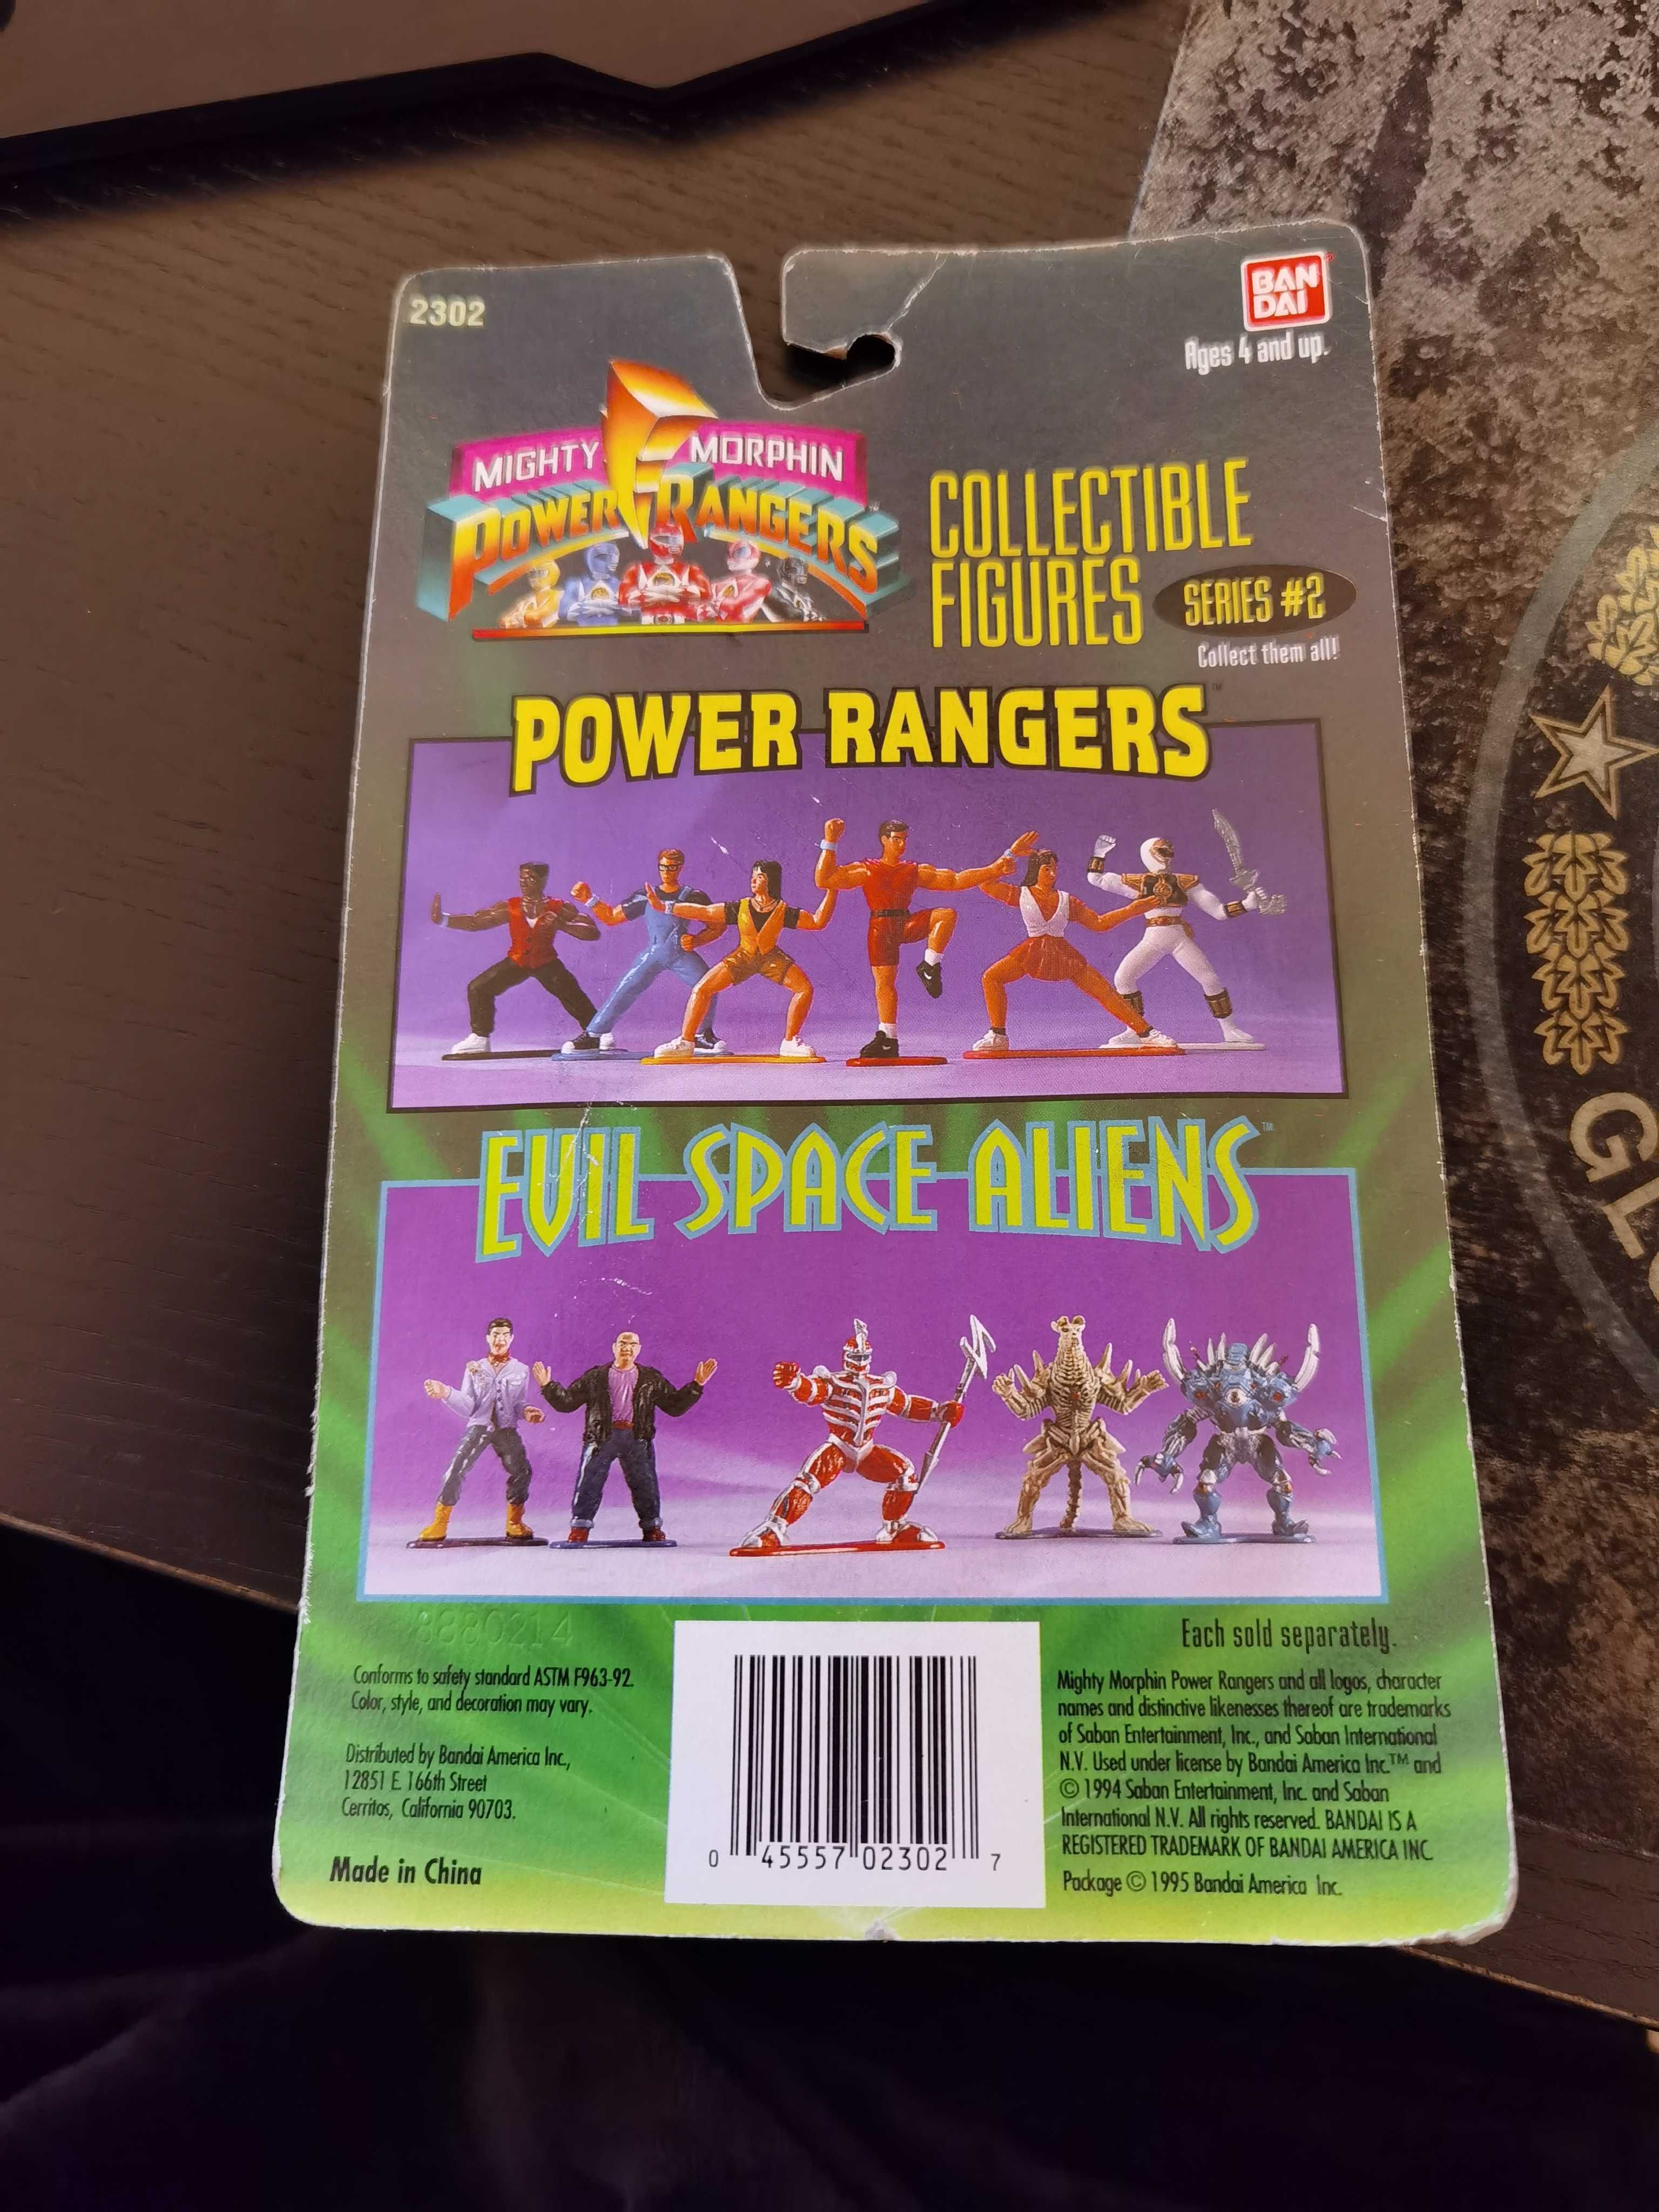 2302
BAN
DAI
Ages 4 and up.
MIGHTY MORPHIN
POWER RANGERS
COLLECTIBLE
FIGURES
SERIES #2
Collect them all!
POWER RANGERS™
EVIL SPACE ALIENS™
8880214
Each sold separately.
Conforms to safety standard ASTM F963-92.
Color, style, and decoration may vary.
Distributed by Bandai America Inc.,
12851 E. 166th Street
Cerritos, California 90703.
Made in China
0 45557 02302 7
Mighty Morphin Power Rangers and all logos, character
names and distinctive likenesses thereof are trademarks
of Saban Entertainment, Inc., and Saban International
N.V. Used under license by Bandai America Inc.™ and
© 1994 Saban Entertainment, Inc. and Saban
International N.V. All rights reserved. BANDAI IS A
REGISTERED TRADEMARK OF BANDAI AMERICA INC.
Package © 1995 Bandai America Inc.